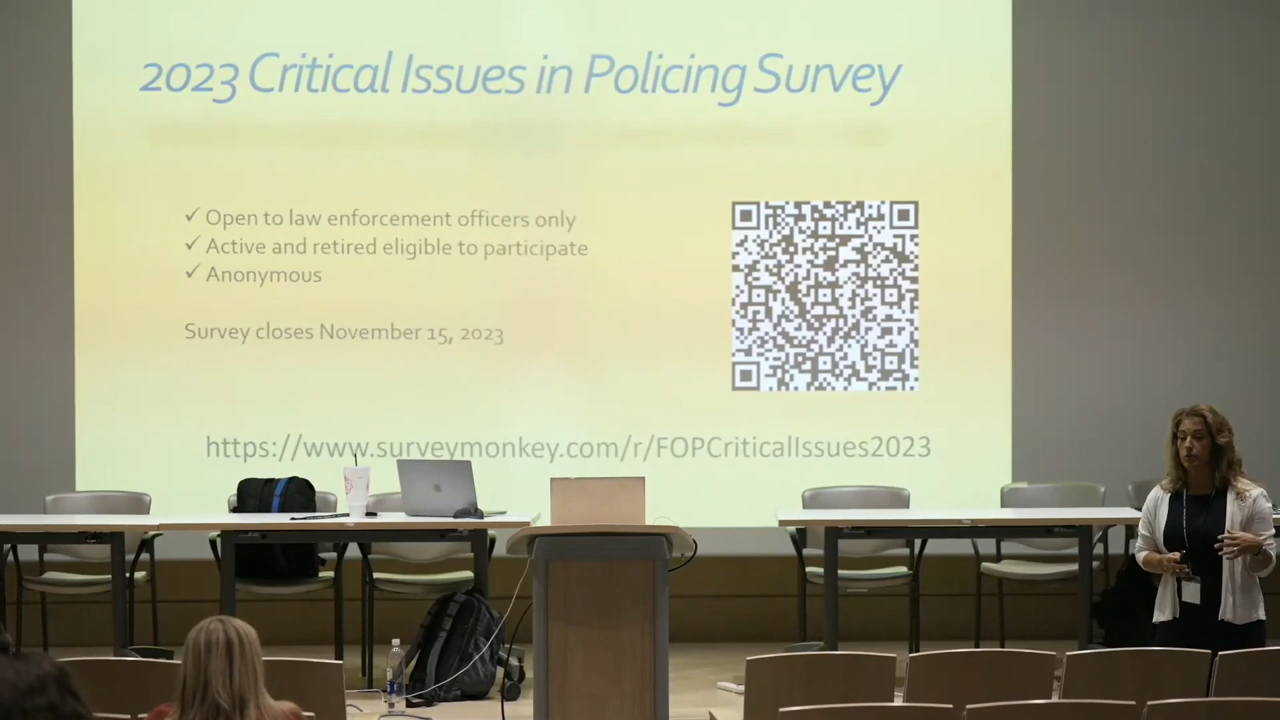 2023 Critical Issues in Policing Survey
✓ Open to law enforcement officers only
✓ Active and retired eligible to participate
✓ Anonymous
Survey closes November 15, 2023
https://www.surveymonkey.com/r/FOPCriticalIssues2023